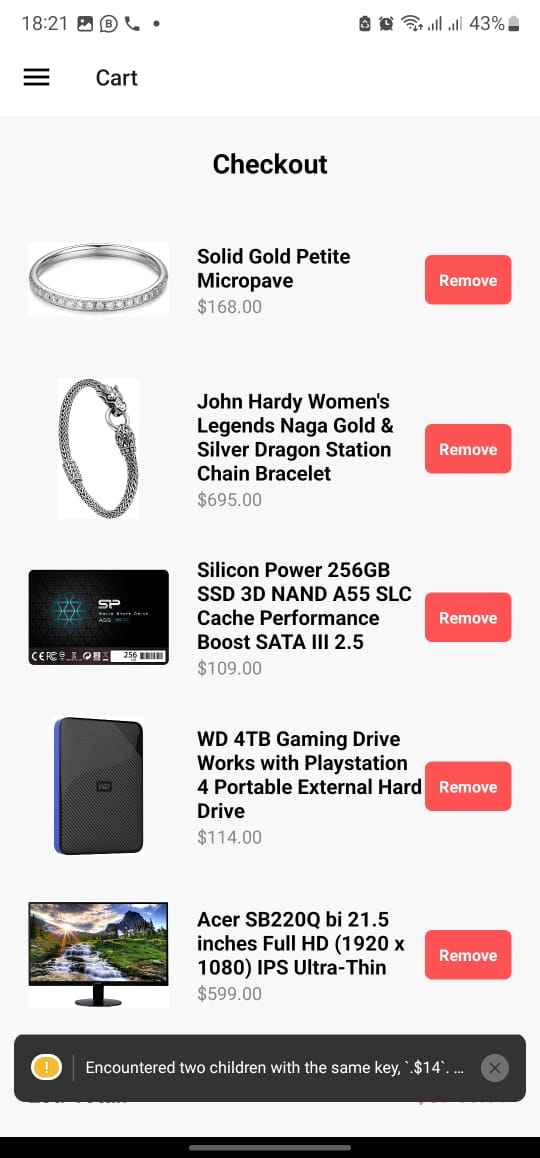 18:21
43%
Cart
Checkout
Solid Gold Petite
Micropave
$168.00
Remove
John Hardy Women's
Legends Naga Gold &
Silver Dragon Station
Chain Bracelet
$695.00
Remove
SP
Silicon Power 256GB
SSD 3D NAND A55 SLC
Cache Performance
Boost SATA III 2.5
$109.00
Remove
A55
256
WD 4TB Gaming Drive
Works with Playstation
4 Portable External Hard
Drive
$114.00
Remove
WD
Acer SB220Q bi 21.5
inches Full HD (1920 x
1080) IPS Ultra-Thin
$599.00
Remove
! Encountered two children with the same key, `.$14`. ...